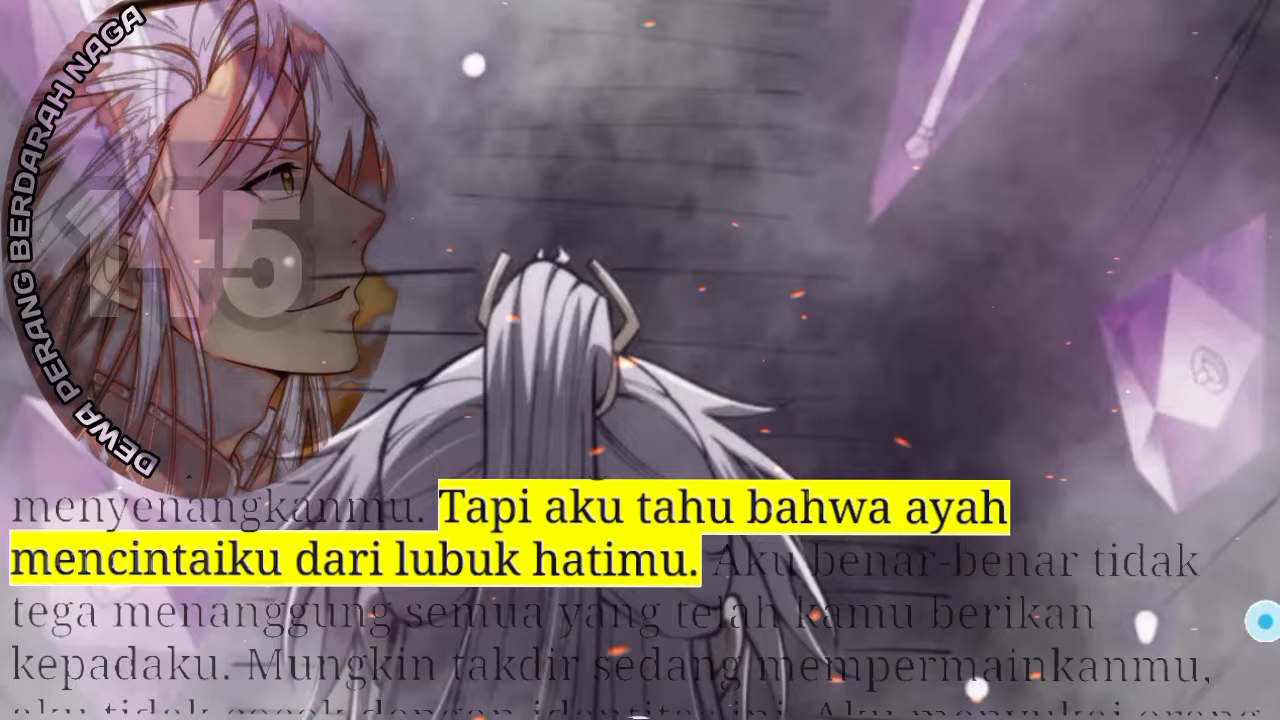 DEWA PERANG BERDARAH NAGA
menyenangkanmu. Tapi aku tahu bahwa ayah
mencintaiku dari lubuk hatimu. Aku benar-benar tidak
tega menanggung semua yang telah kamu berikan
kepadaku. Mungkin takdir sedang mempermainkanmu,